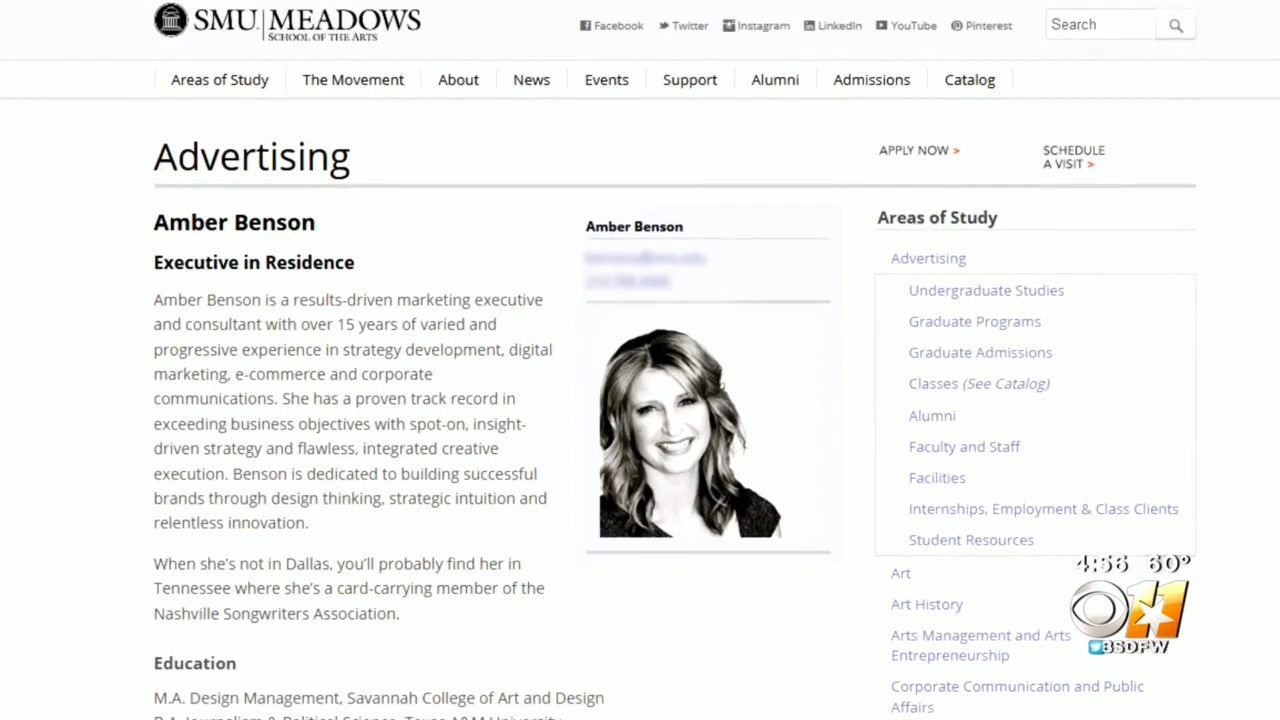 SMU. MEADOWS
SCHOOL OF THE ARTS
Facebook Twitter Instagram LinkedIn YouTube Pinterest
Search
Areas of Study The Movement About News Events Support Alumni Admissions Catalog
Advertising
APPLY NOW >
SCHEDULE
A VISIT >
Amber Benson
Executive in Residence
Amber Benson is a results-driven marketing executive
and consultant with over 15 years of varied and
progressive experience in strategy development, digital
marketing, e-commerce and corporate
communications. She has a proven track record in
exceeding business objectives with spot-on, insight-
driven strategy and flawless, integrated creative
execution. Benson is dedicated to building successful
brands through design thinking, strategic intuition and
relentless innovation.
When she's not in Dallas, you'll probably find her in
Tennessee where she's a card-carrying member of the
Nashville Songwriters Association.
Education
M.A. Design Management, Savannah College of Art and Design
B.A. Journalism & Political Science, Texas A&M University
Amber Benson
Areas of Study
Advertising
Undergraduate Studies
Graduate Programs
Graduate Admissions
Classes (See Catalog)
Alumni
Faculty and Staff
Facilities
Internships, Employment & Class Clients
Student Resources
Art
Art History
Arts Management and Arts
Entrepreneurship
Corporate Communication and Public
Affairs
4:56 60°
11
CBSDFW